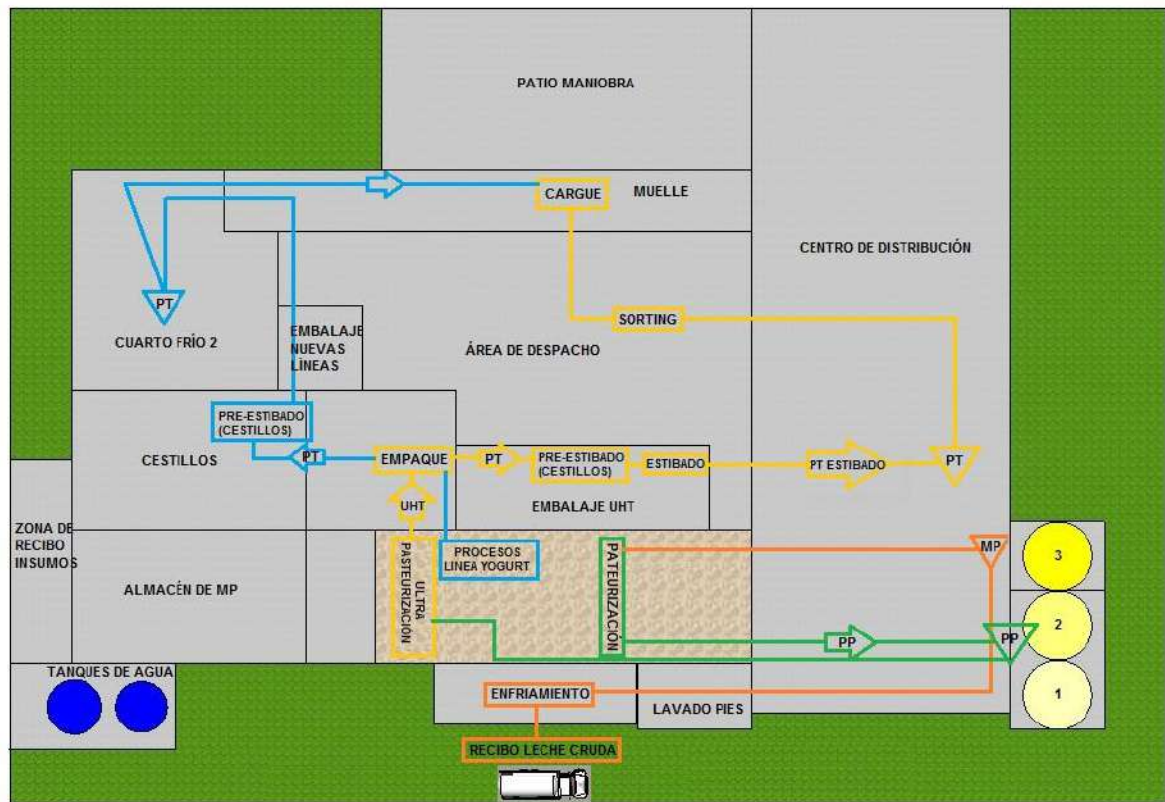 PATIO MANIOBRA
CARGUE
MUELLE
CENTRO DE DISTRIBUCIÓN
PT
CUARTO FRÍO 2
EMBALAJE
NUEVAS
LÍNEAS
SORTING
ÁREA DE DESPACHO
PRE-ESTIBADO
(CESTILLOS)
CESTILLOS
PT
EMPAQUE
PT
PRE-ESTIBADO
(CESTILLOS)
ESTIBADO
PT ESTIBADO
PT
UHT
EMBALAJE UHT
ZONA DE
RECIBO
INSUMOS
ALMACÉN DE MP
ULTRA
PASTEURIZACIÓN
PROCESOS
LINEA YOGURT
PATEURIZACIÓN
MP
3
PP
PP
2
1
TANQUES DE AGUA
ENFRIAMIENTO
LAVADO PIES
RECIBO LECHE CRUDA